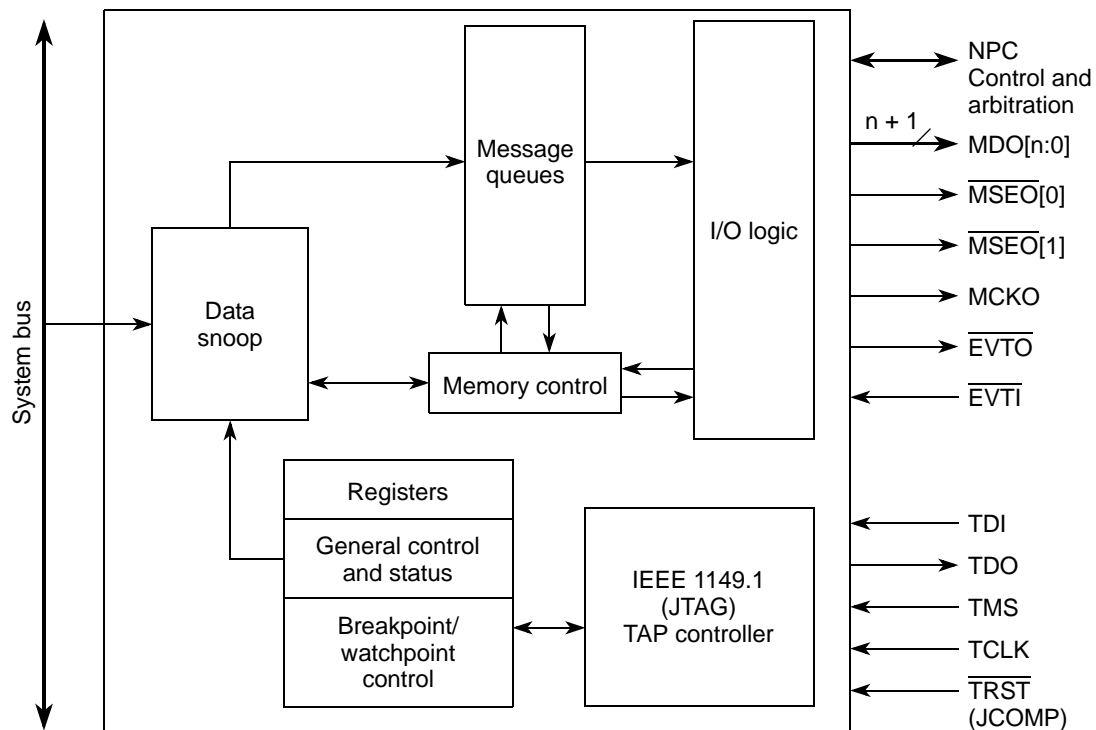 System bus
Data
snoop
Message
queues
Memory control
I/O logic
Registers
General control
and status
Breakpoint/
watchpoint
control
IEEE 1149.1
(JTAG)
TAP controller
NPC
Control and
arbitration
n + 1
MDO[n:0]
MSEO[0]
MSEO[1]
MCKO
EVTO
EVTI
TDI
TDO
TMS
TCLK
TRST
(JCOMP)